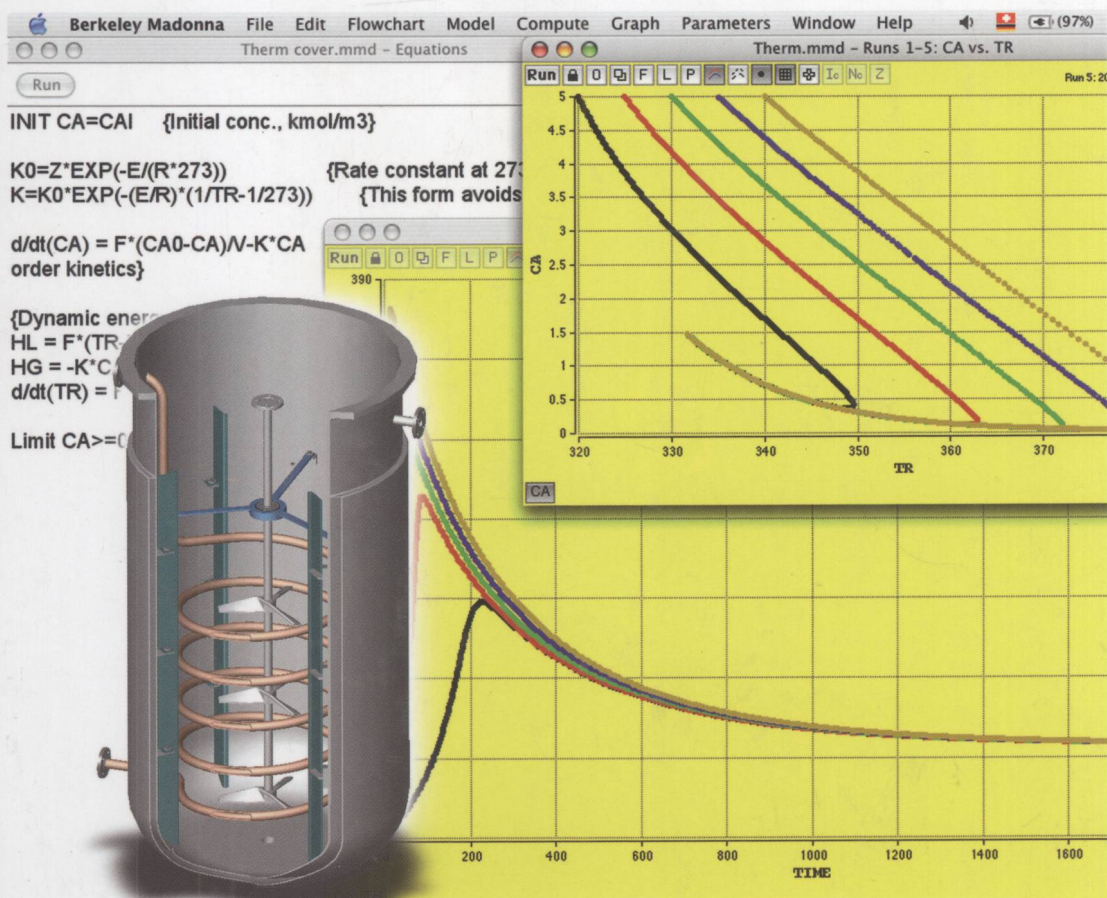 Berkeley Madonna File Edit Flowchart Model Compute Graph Parameters Window Help (97%)
Therm cover.mmd - Equations
Run
INIT CA=CAI {Initial conc., kmol/m3}
K0=Z*EXP(-E/(R*273)) {Rate constant at 273
K=K0*EXP(-(E/R)*(1/TR-1/273)) {This form avoids
d/dt(CA) = F*(CA0-CA)/V-K*CA
order kinetics}
{Dynamic ener
HL = F*(TR-
HG = -K*C
d/dt(TR) =
Limit CA>=0
Therm.mmd - Runs 1-5: CA vs. TR
Run O F L P Ic Nc Z Run 5: 20
5
4.5
4
3.5
3
2.5
2
1.5
1
0.5
0
CA
320 330 340 350 360 370
TR
CA
Run O F L P
390
200 400 600 800 1000 1200 1400 1600
TIME